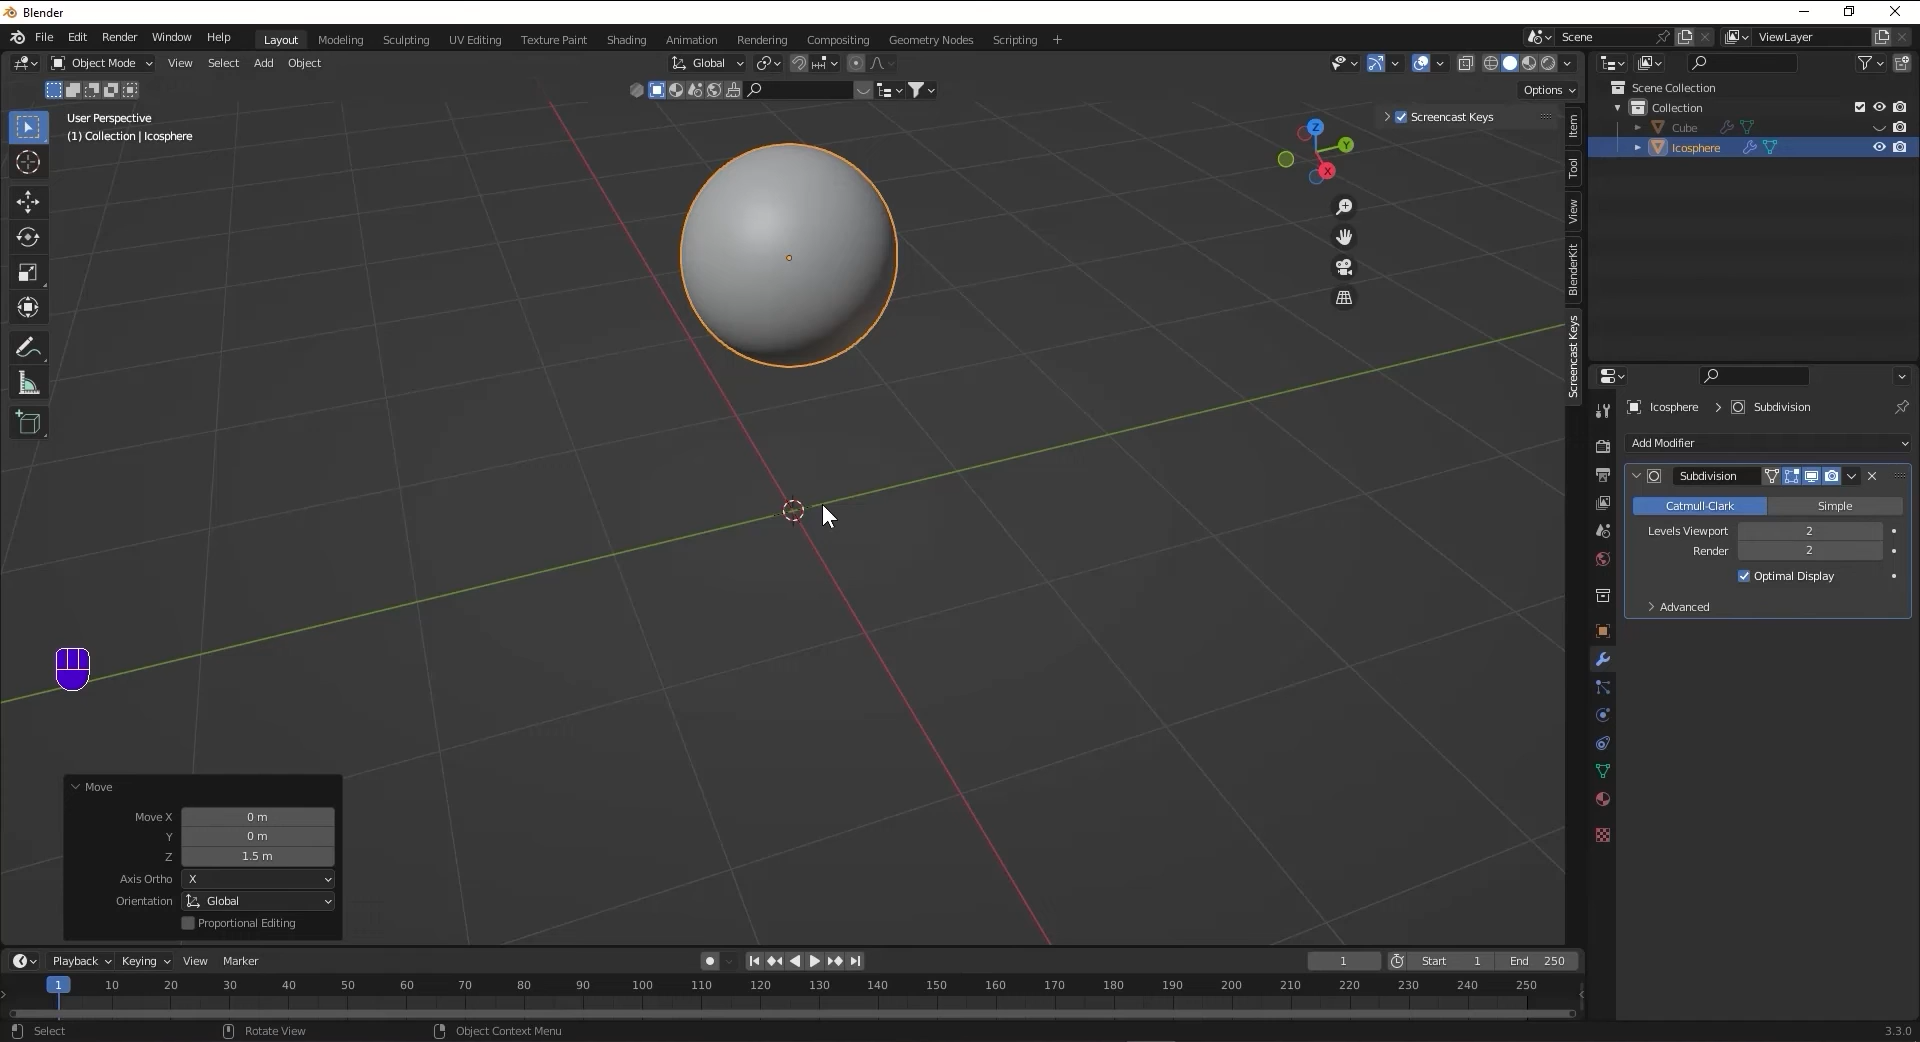 Blender
File Edit Render Window Help Layout Modeling Sculpting UV Editing Texture Paint Shading Animation Rendering Compositing Geometry Nodes Scripting + Scene ViewLayer
Object Mode View Select Add Object Global
Options
User Perspective
(1) Collection | Icosphere
Screencast Keys
Z
Y
X
Item
Tool
View
BlenderKit
Screencast Keys
Scene Collection
Collection
Cube
Icosphere
Icosphere > Subdivision
Add Modifier
Subdivision
Catmull-Clark Simple
Levels Viewport 2
Render 2
Optimal Display
Advanced
Move
Move X 0 m
Y 0 m
Z 1.5 m
Axis Ortho X
Orientation Global
Proportional Editing
Playback Keying View Marker 1 Start 1 End 250
1 10 20 30 40 50 60 70 80 90 100 110 120 130 140 150 160 170 180 190 200 210 220 230 240 250
Select Rotate View Object Context Menu 3.3.0